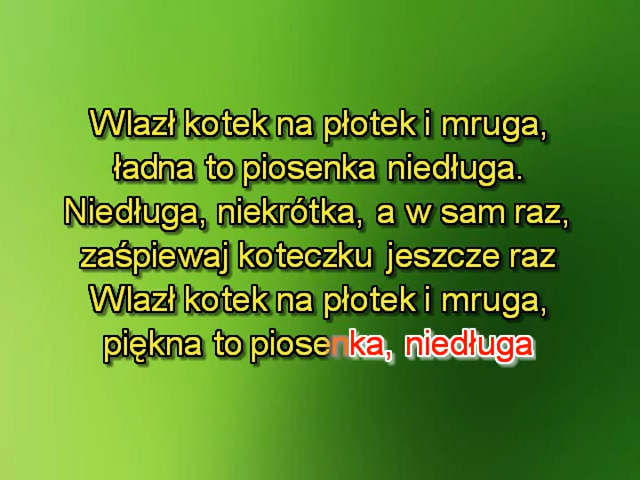 Wlazł kotek na płotek i mruga,
ładna to piosenka niedługa.
Niedługa, niekrótka, a w sam raz,
zaśpiewaj koteczku jeszcze raz
Wlazł kotek na płotek i mruga,
piękna to piosenka, niedługa